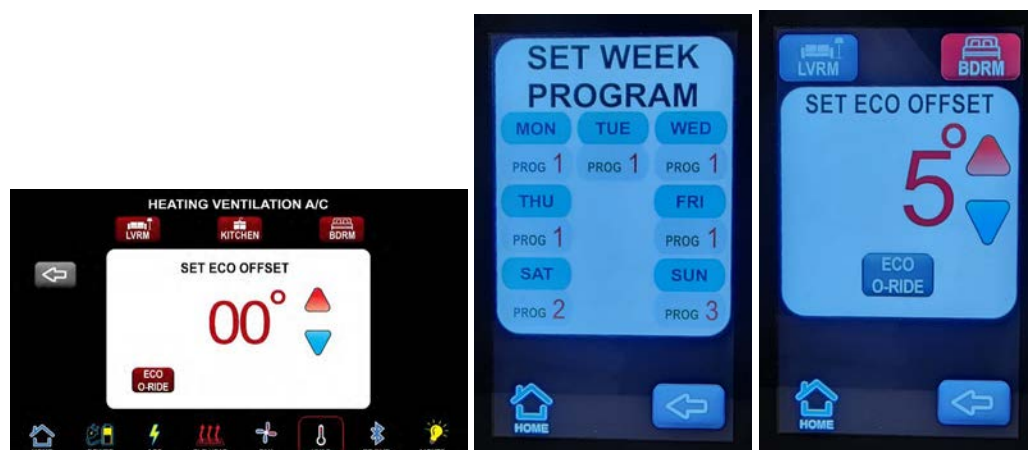 HEATING VENTILATION A/C
LVRM KITCHEN BDRM
SET ECO OFFSET
00°
ECO
O-RIDE
SET WEEK
PROGRAM
MON TUE WED
PROG 1 PROG 1 PROG 1
THU FRI
PROG 1 PROG 1
SAT SUN
PROG 2 PROG 3
HOME
LVRM BDRM
SET ECO OFFSET
5°
ECO
O-RIDE
HOME